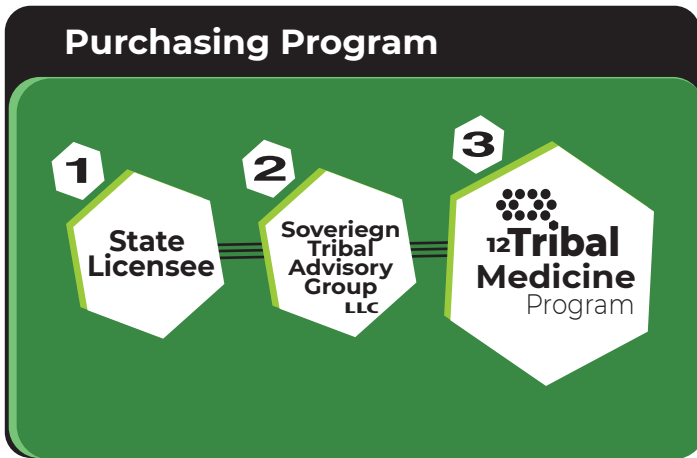 Purchasing Program
1
State
Licensee
2
Soveriegn
Tribal
Advisory
Group
LLC
3
12Tribal
Medicine
Program